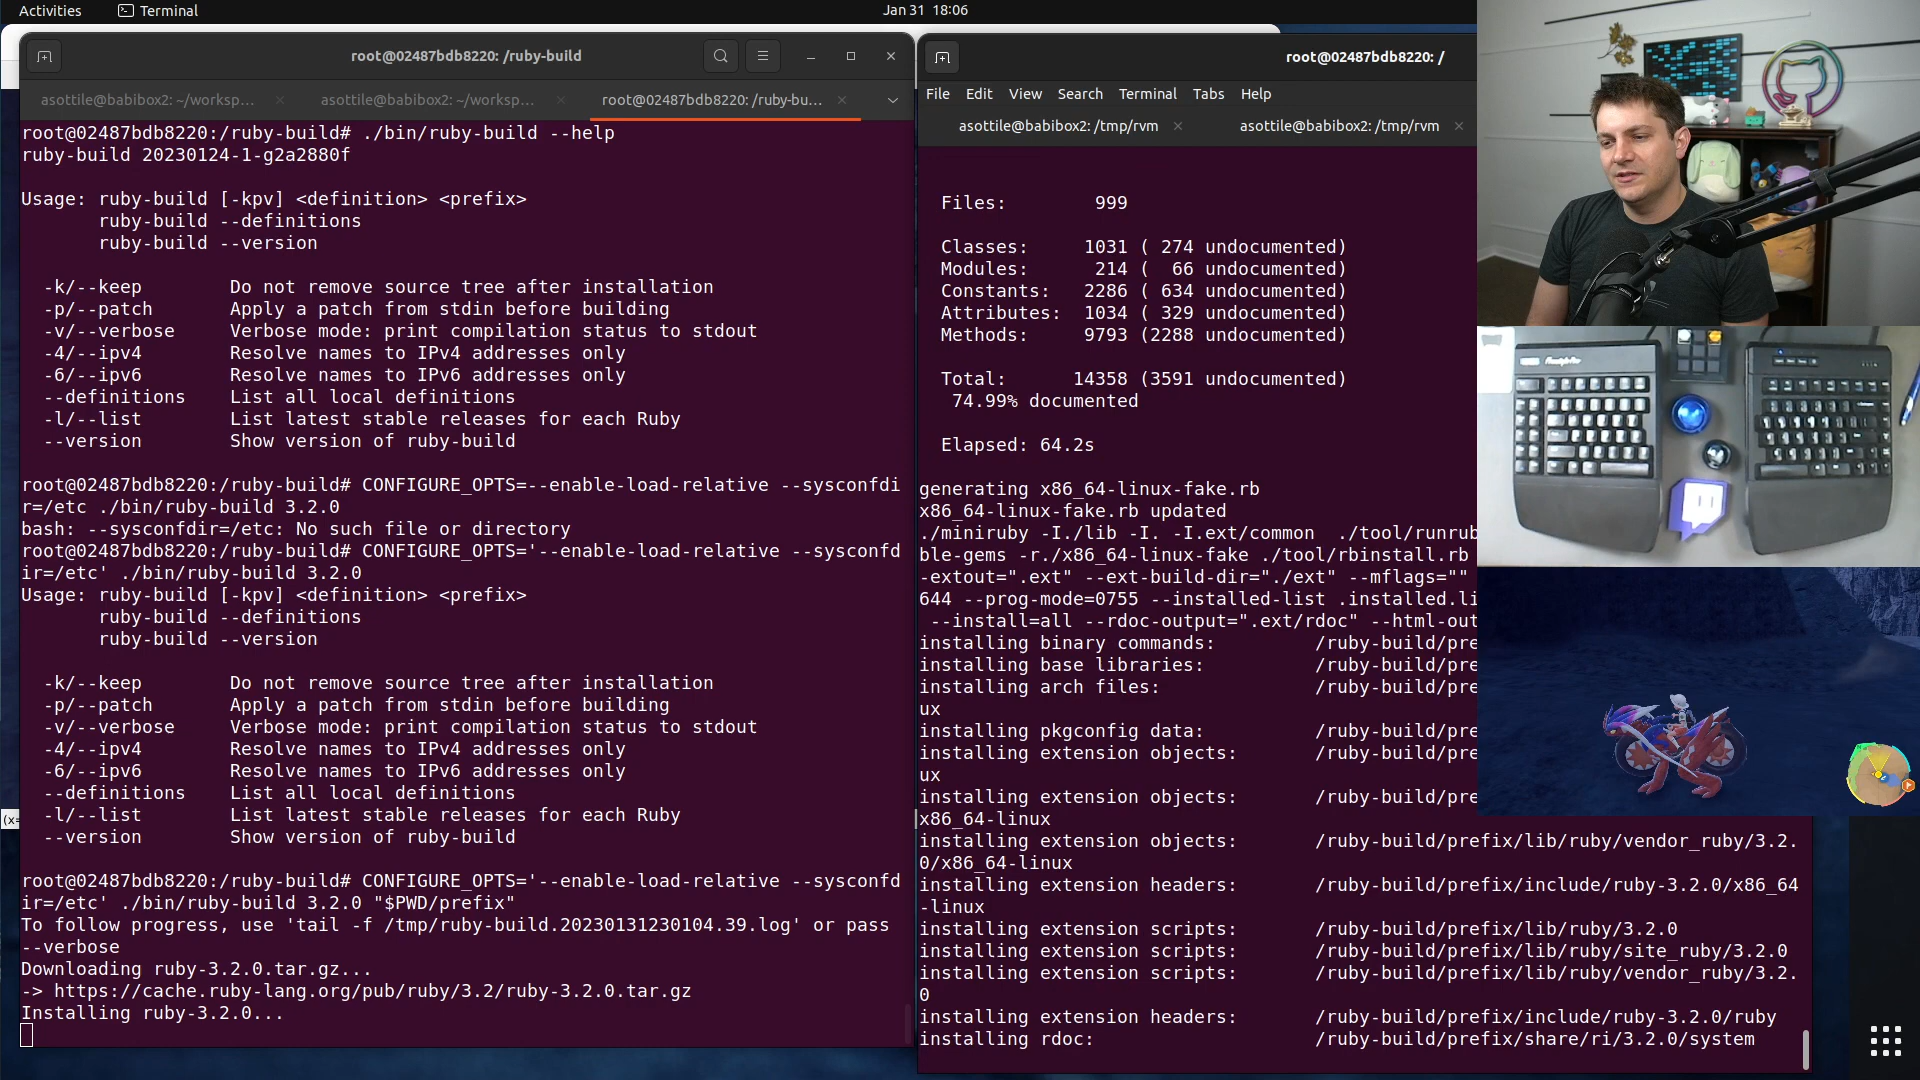 Activities
Terminal
Jan 31 18:06
root@02487bdb8220: /ruby-build
asottile@babibox2: ~/worksp...
asottile@babibox2: ~/worksp...
root@02487bdb8220: /ruby-bu...
root@02487bdb8220:/ruby-build# ./bin/ruby-build --help
ruby-build 20230124-1-g2a2880f
Usage: ruby-build [-kpv] <definition> <prefix>
ruby-build --definitions
ruby-build --version
-k/--keep Do not remove source tree after installation
-p/--patch Apply a patch from stdin before building
-v/--verbose Verbose mode: print compilation status to stdout
-4/--ipv4 Resolve names to IPv4 addresses only
-6/--ipv6 Resolve names to IPv6 addresses only
--definitions List all local definitions
-l/--list List latest stable releases for each Ruby
--version Show version of ruby-build
root@02487bdb8220:/ruby-build# CONFIGURE_OPTS=--enable-load-relative --sysconfdi
r=/etc ./bin/ruby-build 3.2.0
bash: --sysconfdir=/etc: No such file or directory
root@02487bdb8220:/ruby-build# CONFIGURE_OPTS='--enable-load-relative --sysconfd
ir=/etc' ./bin/ruby-build 3.2.0
Usage: ruby-build [-kpv] <definition> <prefix>
ruby-build --definitions
ruby-build --version
-k/--keep Do not remove source tree after installation
-p/--patch Apply a patch from stdin before building
-v/--verbose Verbose mode: print compilation status to stdout
-4/--ipv4 Resolve names to IPv4 addresses only
-6/--ipv6 Resolve names to IPv6 addresses only
--definitions List all local definitions
-l/--list List latest stable releases for each Ruby
--version Show version of ruby-build
root@02487bdb8220:/ruby-build# CONFIGURE_OPTS='--enable-load-relative --sysconfd
ir=/etc' ./bin/ruby-build 3.2.0 "$PWD/prefix"
To follow progress, use 'tail -f /tmp/ruby-build.20230131230104.39.log' or pass
--verbose
Downloading ruby-3.2.0.tar.gz...
-> https://cache.ruby-lang.org/pub/ruby/3.2/ruby-3.2.0.tar.gz
Installing ruby-3.2.0...
(x=
root@02487bdb8220: /
File Edit View Search Terminal Tabs Help
asottile@babibox2: /tmp/rvm
asottile@babibox2: /tmp/rvm
Files: 999
Classes: 1031 ( 274 undocumented)
Modules: 214 ( 66 undocumented)
Constants: 2286 ( 634 undocumented)
Attributes: 1034 ( 329 undocumented)
Methods: 9793 (2288 undocumented)
Total: 14358 (3591 undocumented)
74.99% documented
Elapsed: 64.2s
generating x86_64-linux-fake.rb
x86_64-linux-fake.rb updated
./miniruby -I./lib -I. -I.ext/common ./tool/runrub
ble-gems -r./x86_64-linux-fake ./tool/rbinstall.rb
-extout=".ext" --ext-build-dir="./ext" --mflags=""
644 --prog-mode=0755 --installed-list .installed.li
--install=all --rdoc-output=".ext/rdoc" --html-out
installing binary commands: /ruby-build/pre
installing base libraries: /ruby-build/pre
installing arch files: /ruby-build/pre
ux
installing pkgconfig data: /ruby-build/pre
installing extension objects: /ruby-build/pre
ux
installing extension objects: /ruby-build/pre
x86_64-linux
installing extension objects: /ruby-build/prefix/lib/ruby/vendor_ruby/3.2.
0/x86_64-linux
installing extension headers: /ruby-build/prefix/include/ruby-3.2.0/x86_64
-linux
installing extension scripts: /ruby-build/prefix/lib/ruby/3.2.0
installing extension scripts: /ruby-build/prefix/lib/ruby/site_ruby/3.2.0
installing extension scripts: /ruby-build/prefix/lib/ruby/vendor_ruby/3.2.
0
installing extension headers: /ruby-build/prefix/include/ruby-3.2.0/ruby
installing rdoc: /ruby-build/prefix/share/ri/3.2.0/system